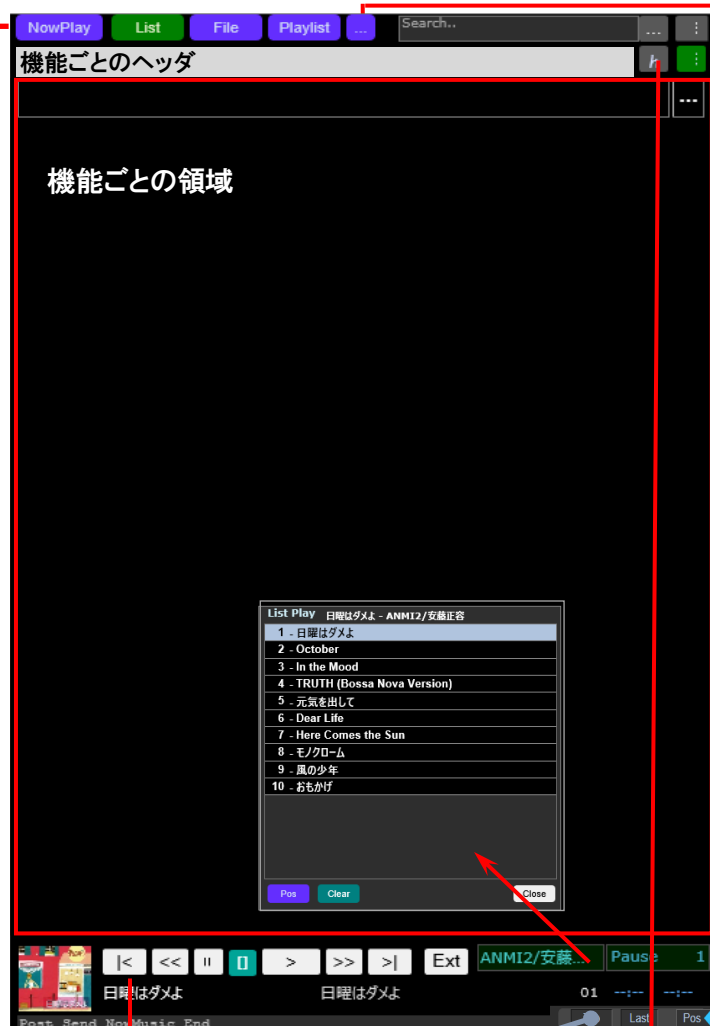 NowPlay List File Playlist ... Search.. ... ⋮
機能ごとのヘッダ h ⋮
...
機能ごとの領域
List Play 日曜はダメよ - ANMI2/安藤正容
1 - 日曜はダメよ
2 - October
3 - In the Mood
4 - TRUTH (Bossa Nova Version)
5 - 元気を出して
6 - Dear Life
7 - Here Comes the Sun
8 - モノクローム
9 - 風の少年
10 - おもかげ
Pos Clear Close
|< << II [] > >> >| Ext ANMI2/安藤... Pause 1
日曜はダメよ 日曜はダメよ 01 --:-- --:--
Post Send NowMusic End Last Pos